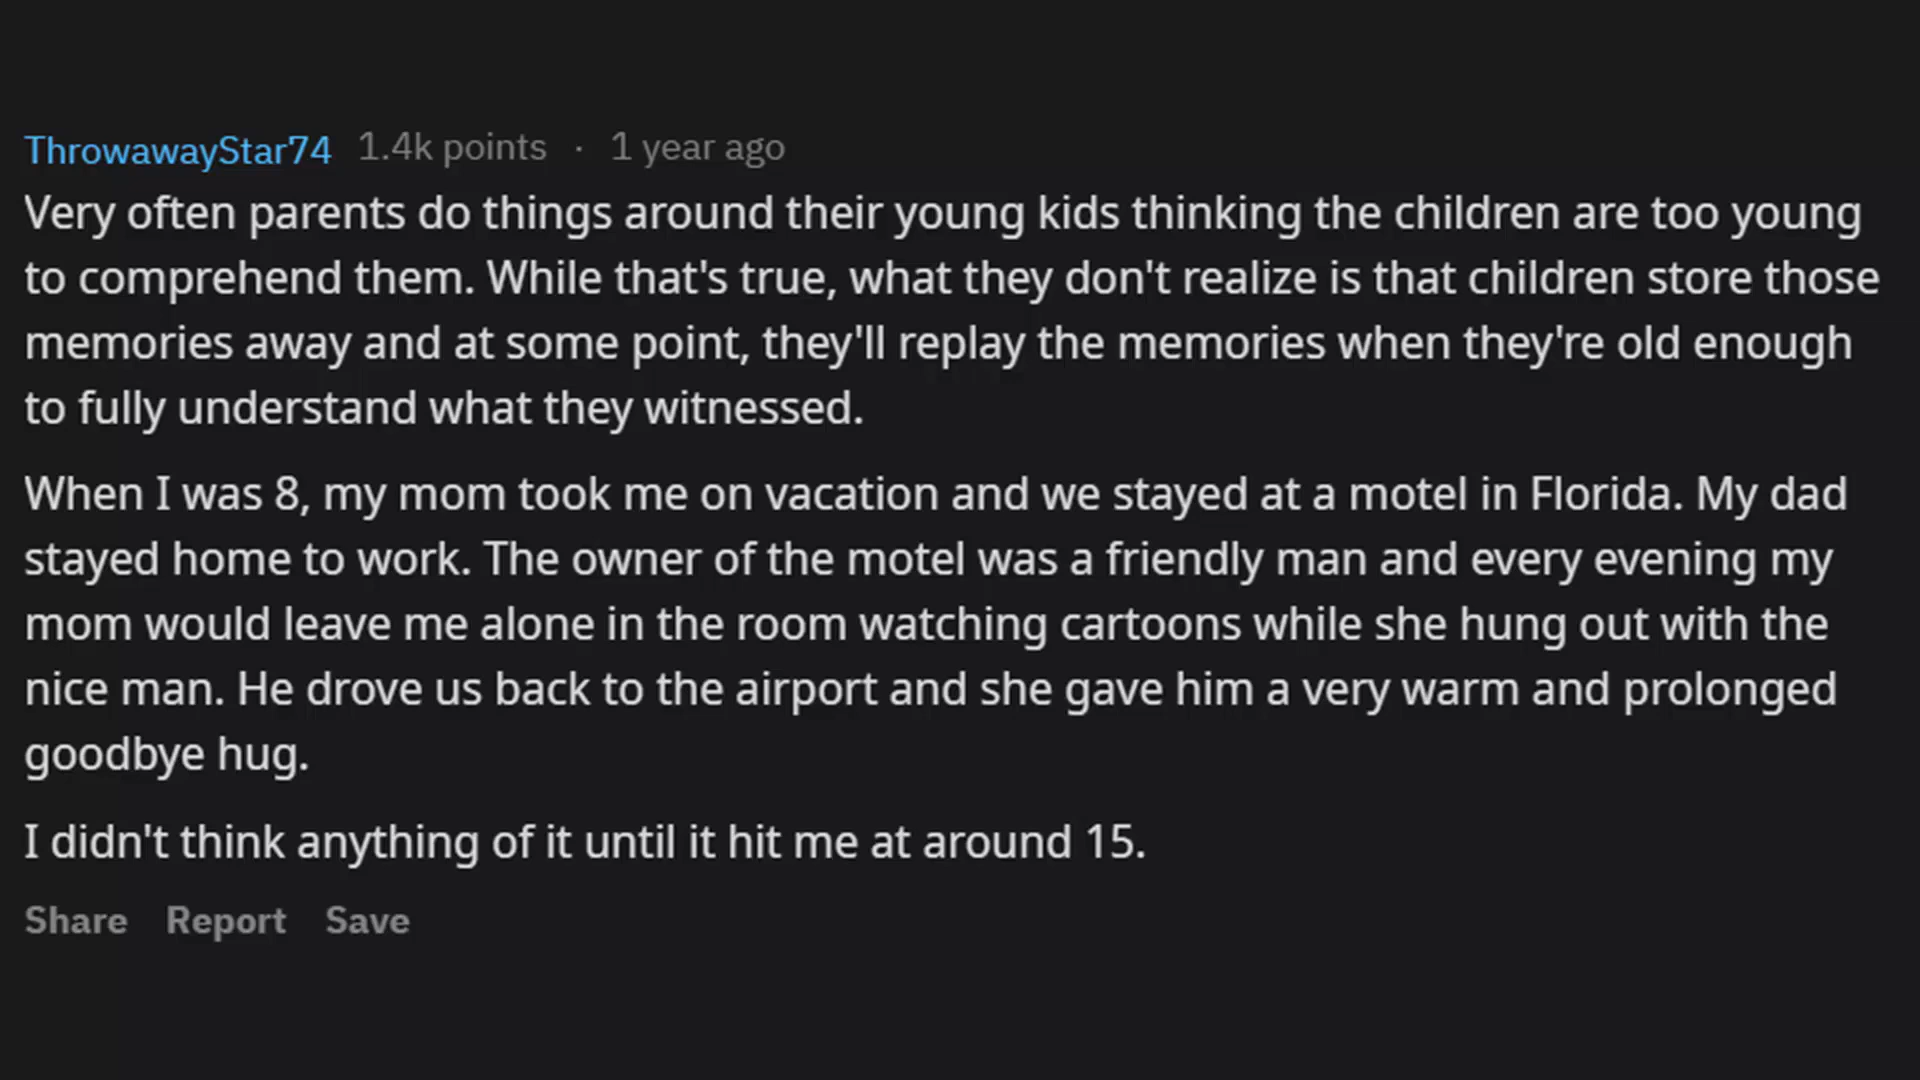 ThrowawayStar74 1.4k points · 1 year ago
Very often parents do things around their young kids thinking the children are too young
to comprehend them. While that's true, what they don't realize is that children store those
memories away and at some point, they'll replay the memories when they're old enough
to fully understand what they witnessed.
When I was 8, my mom took me on vacation and we stayed at a motel in Florida. My dad
stayed home to work. The owner of the motel was a friendly man and every evening my
mom would leave me alone in the room watching cartoons while she hung out with the
nice man. He drove us back to the airport and she gave him a very warm and prolonged
goodbye hug.
I didn't think anything of it until it hit me at around 15.
Share Report Save